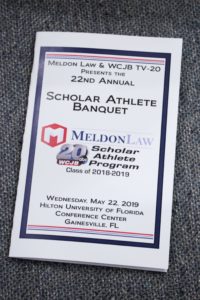 Meldon Law & WCJB TV-20
Presents the
22nd Annual
Scholar Athlete
Banquet
MeldonLaw
20
WCJB
Scholar
Athlete
Program
Class of 2018-2019
Wednesday, May 22, 2019
Hilton University of Florida
Conference Center
Gainesville, FL